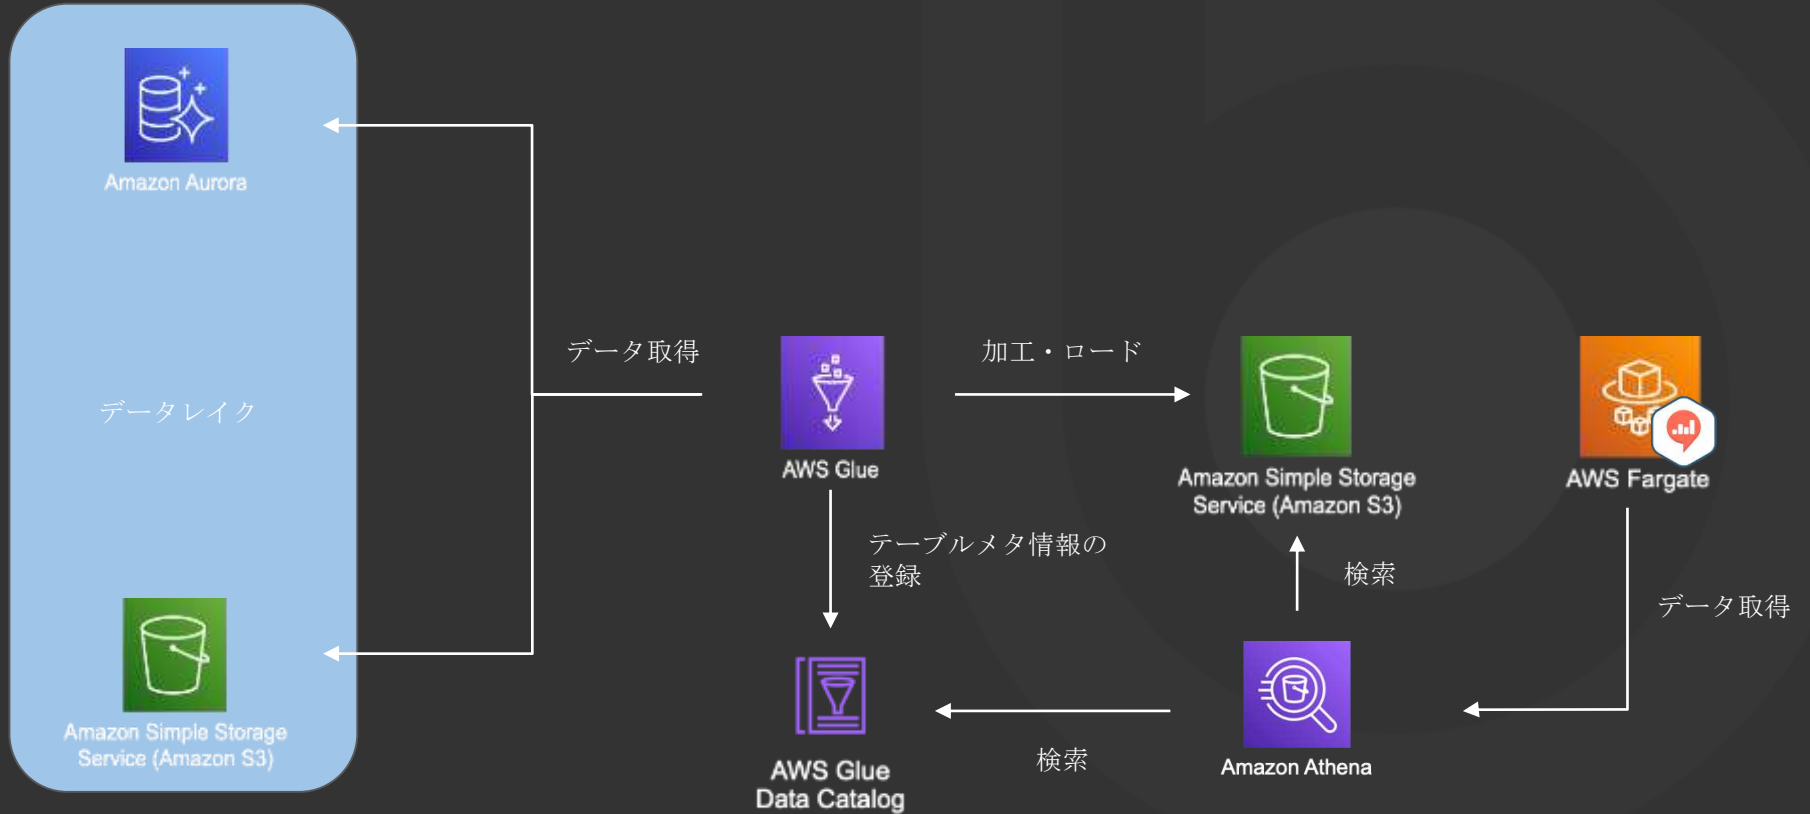 Amazon Aurora
データレイク
Amazon Simple Storage
Service (Amazon S3)
データ取得
AWS Glue
加工・ロード
テーブルメタ情報の
登録
AWS Glue
Data Catalog
Amazon Simple Storage
Service (Amazon S3)
検索
検索
Amazon Athena
AWS Fargate
データ取得